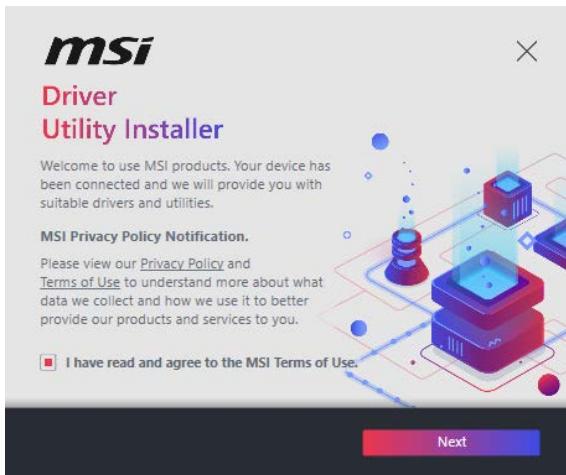 msi
Driver
Utility Installer
Welcome to use MSI products. Your device has
been connected and we will provide you with
suitable drivers and utilities.
MSI Privacy Policy Notification.
Please view our Privacy Policy and
Terms of Use to understand more about what
data we collect and how we use it to better
provide our products and services to you.
I have read and agree to the MSI Terms of Use.
Next